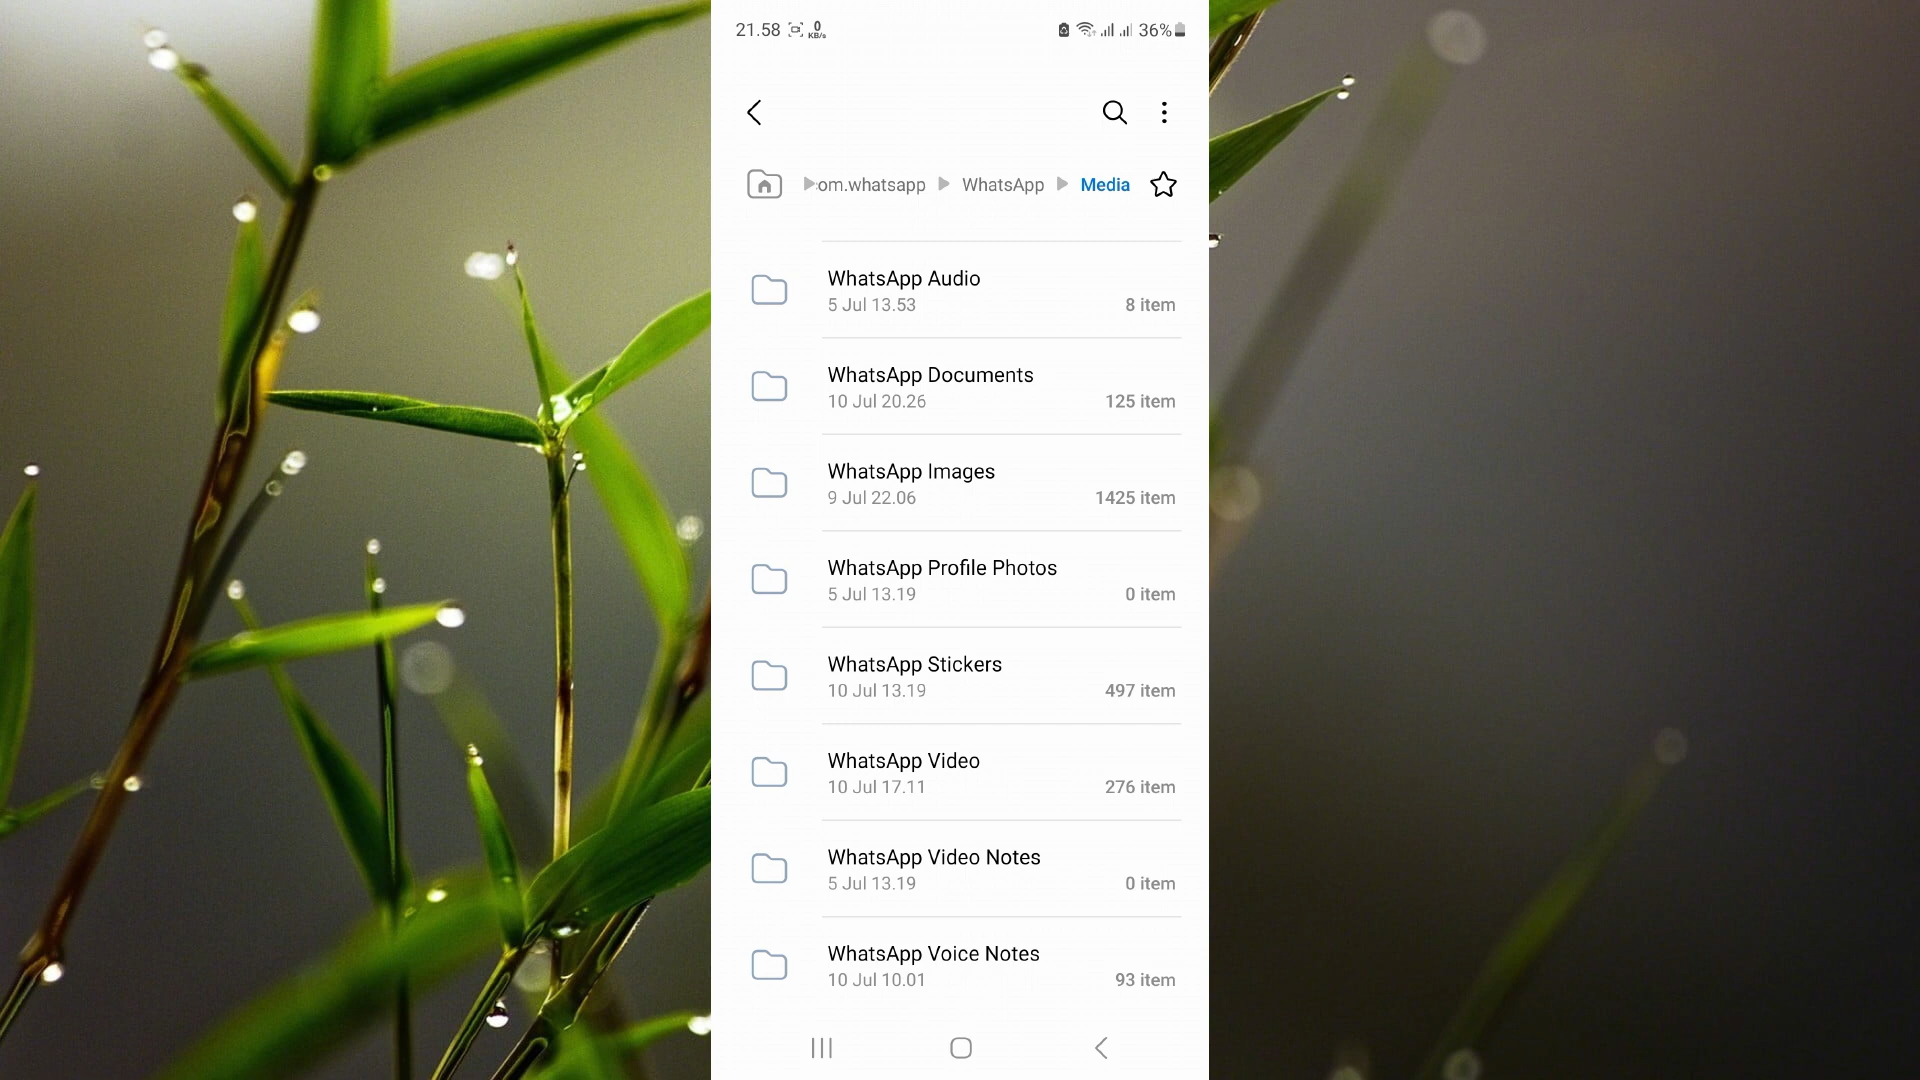 21.58 0 KB/s 36%
om.whatsapp WhatsApp Media
WhatsApp Audio
5 Jul 13.53 8 item
WhatsApp Documents
10 Jul 20.26 125 item
WhatsApp Images
9 Jul 22.06 1425 item
WhatsApp Profile Photos
5 Jul 13.19 0 item
WhatsApp Stickers
10 Jul 13.19 497 item
WhatsApp Video
10 Jul 17.11 276 item
WhatsApp Video Notes
5 Jul 13.19 0 item
WhatsApp Voice Notes
10 Jul 10.01 93 item